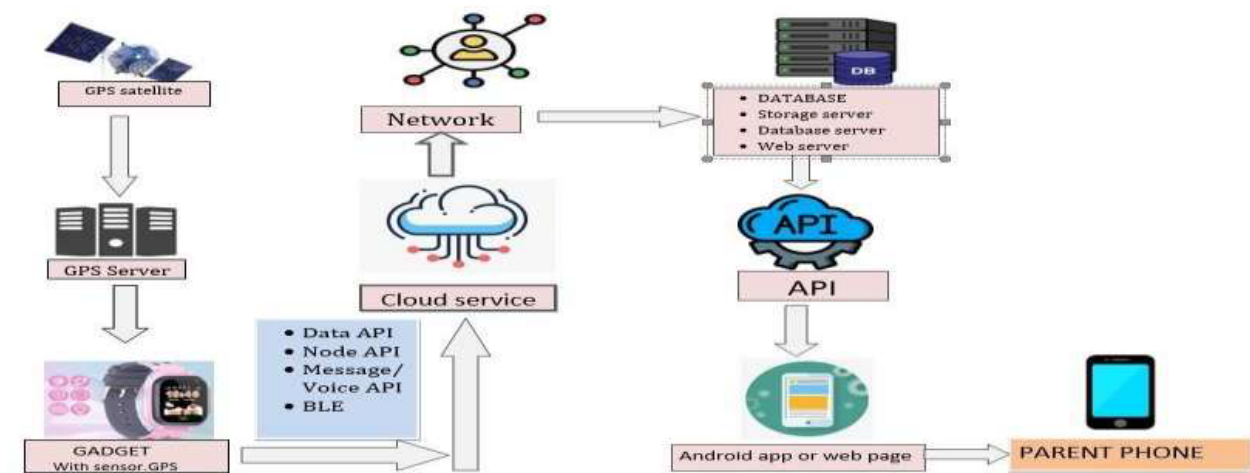 GPS satellite
GPS Server
GADGET
With sensor.GPS
• Data API
• Node API
• Message/
Voice API
• BLE
Cloud service
Network
DB
• DATABASE
• Storage server
• Database server
• Web server
API
API
Android app or web page
PARENT PHONE